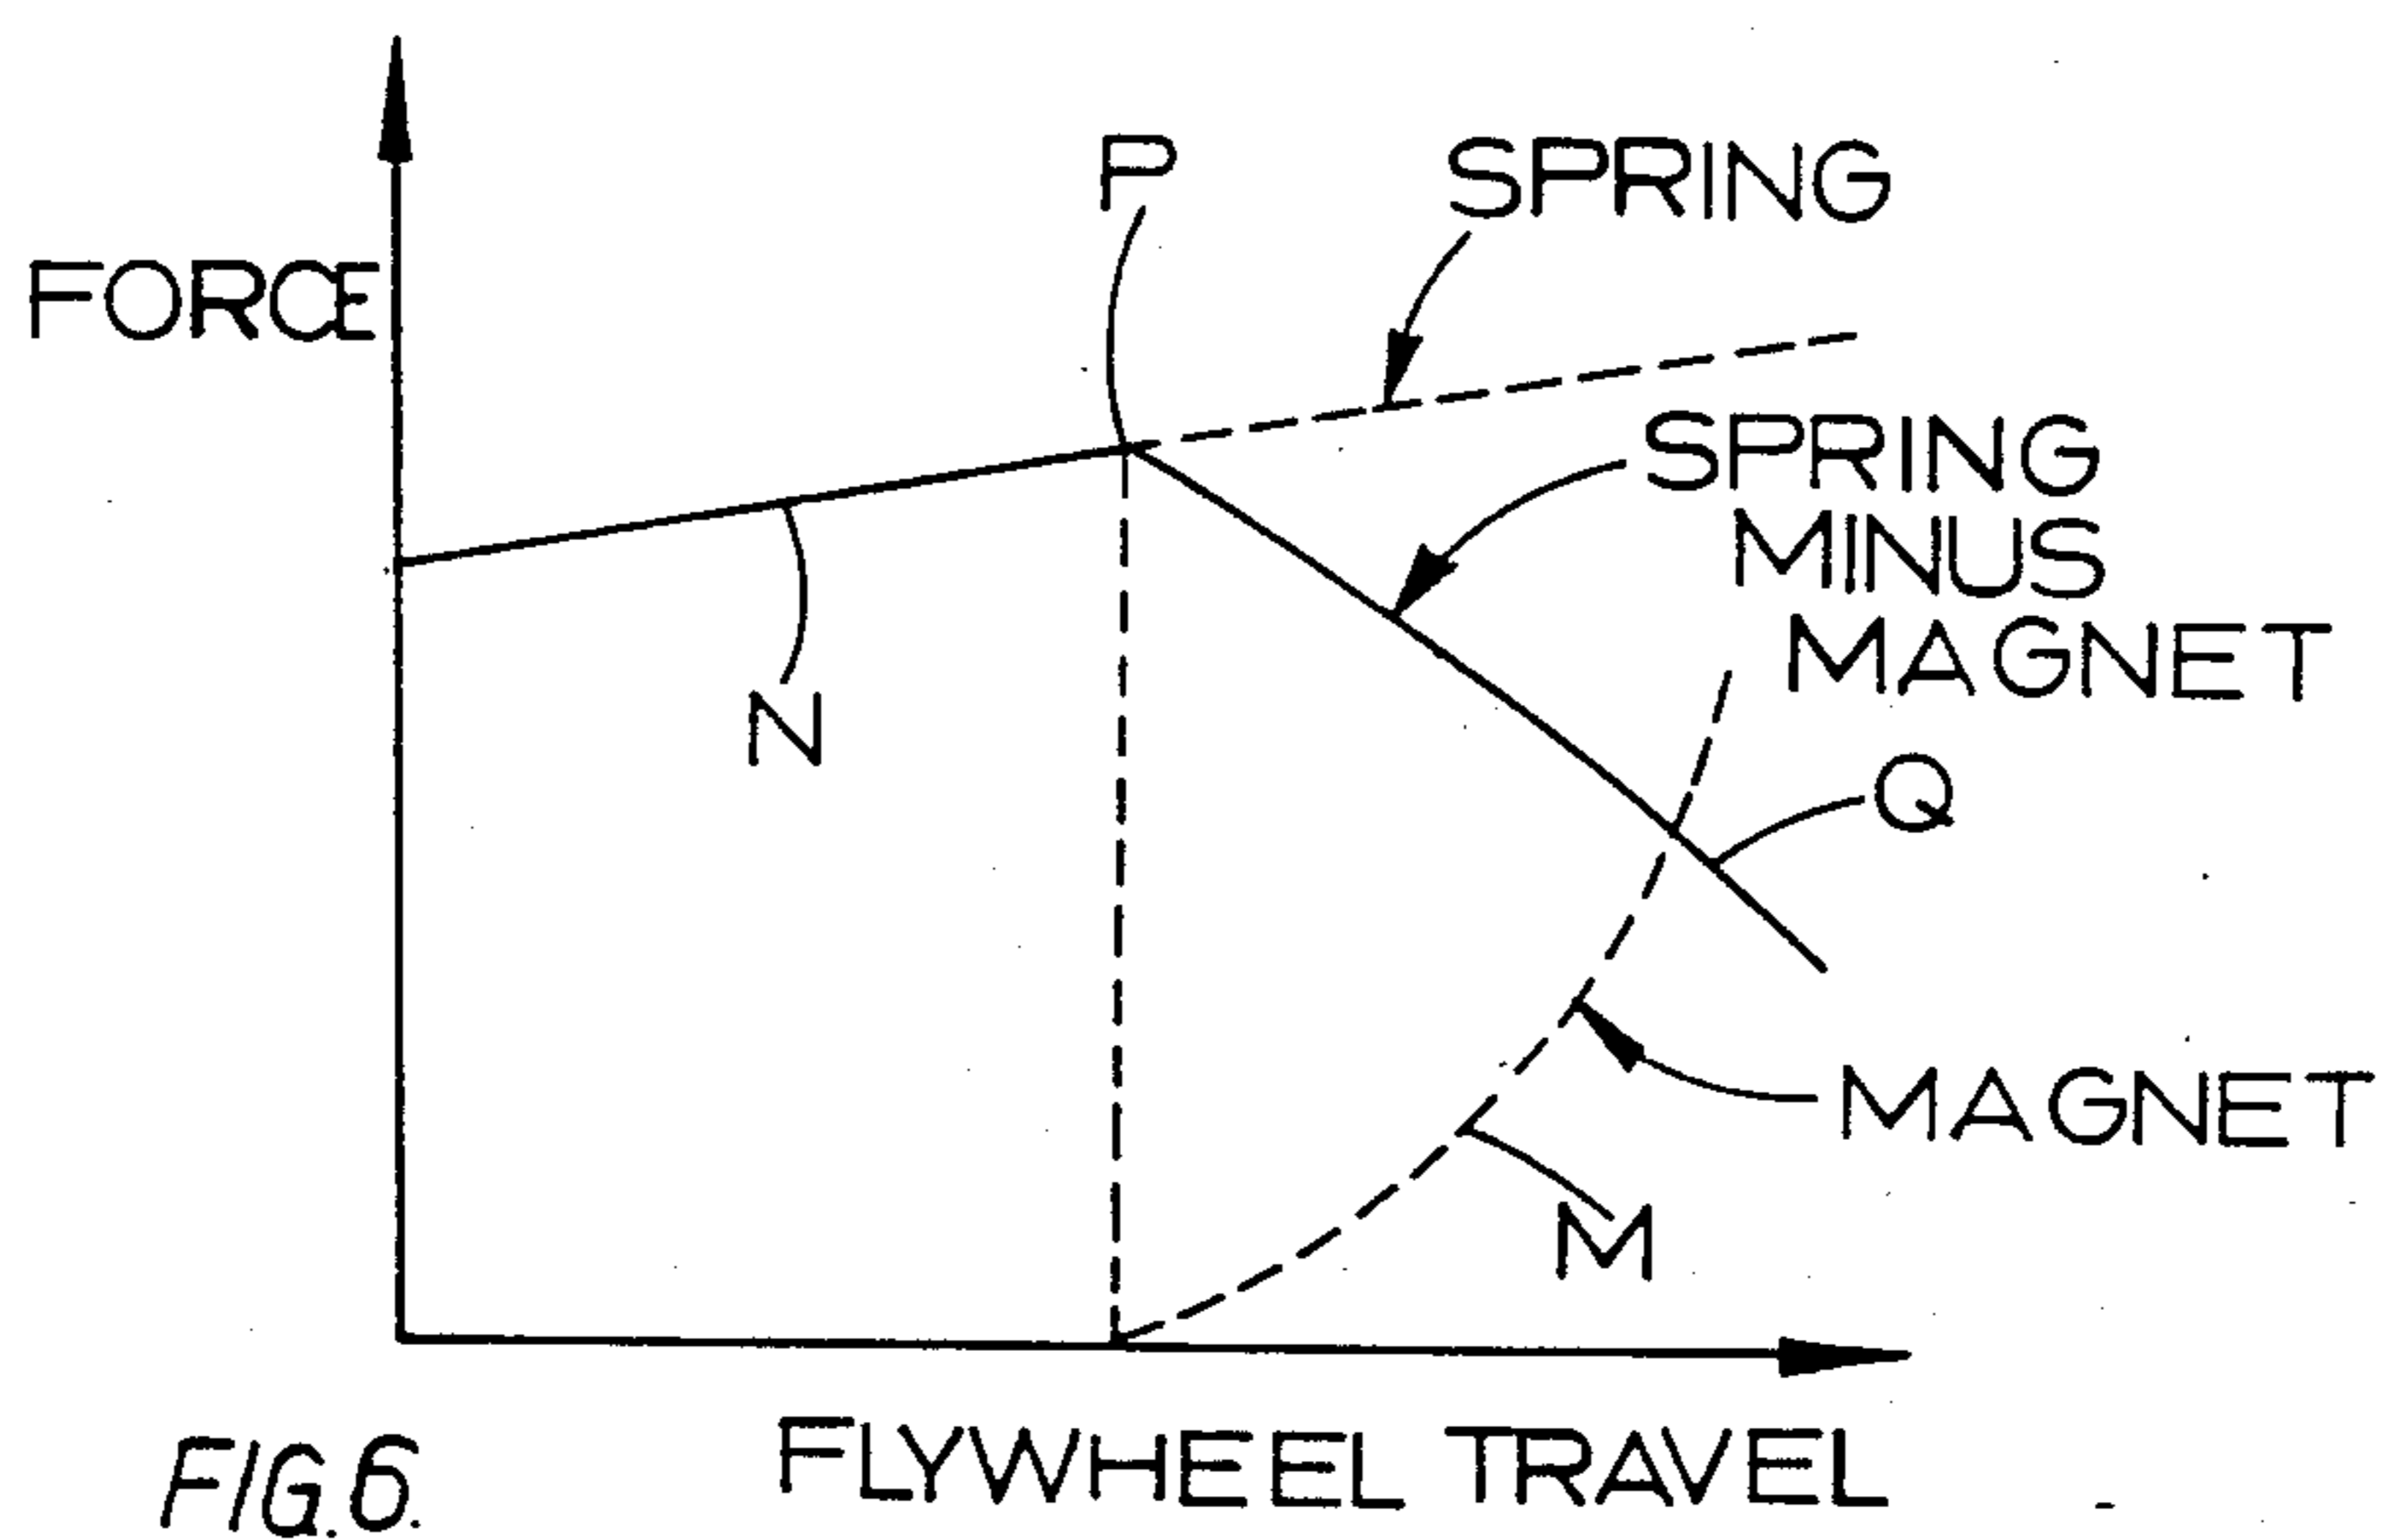 P
SPRING
FORCE
SPRING
MINUS
MAGNET
N
Q
MAGNET
M
FLYWHEEL TRAVEL
FIG.6.